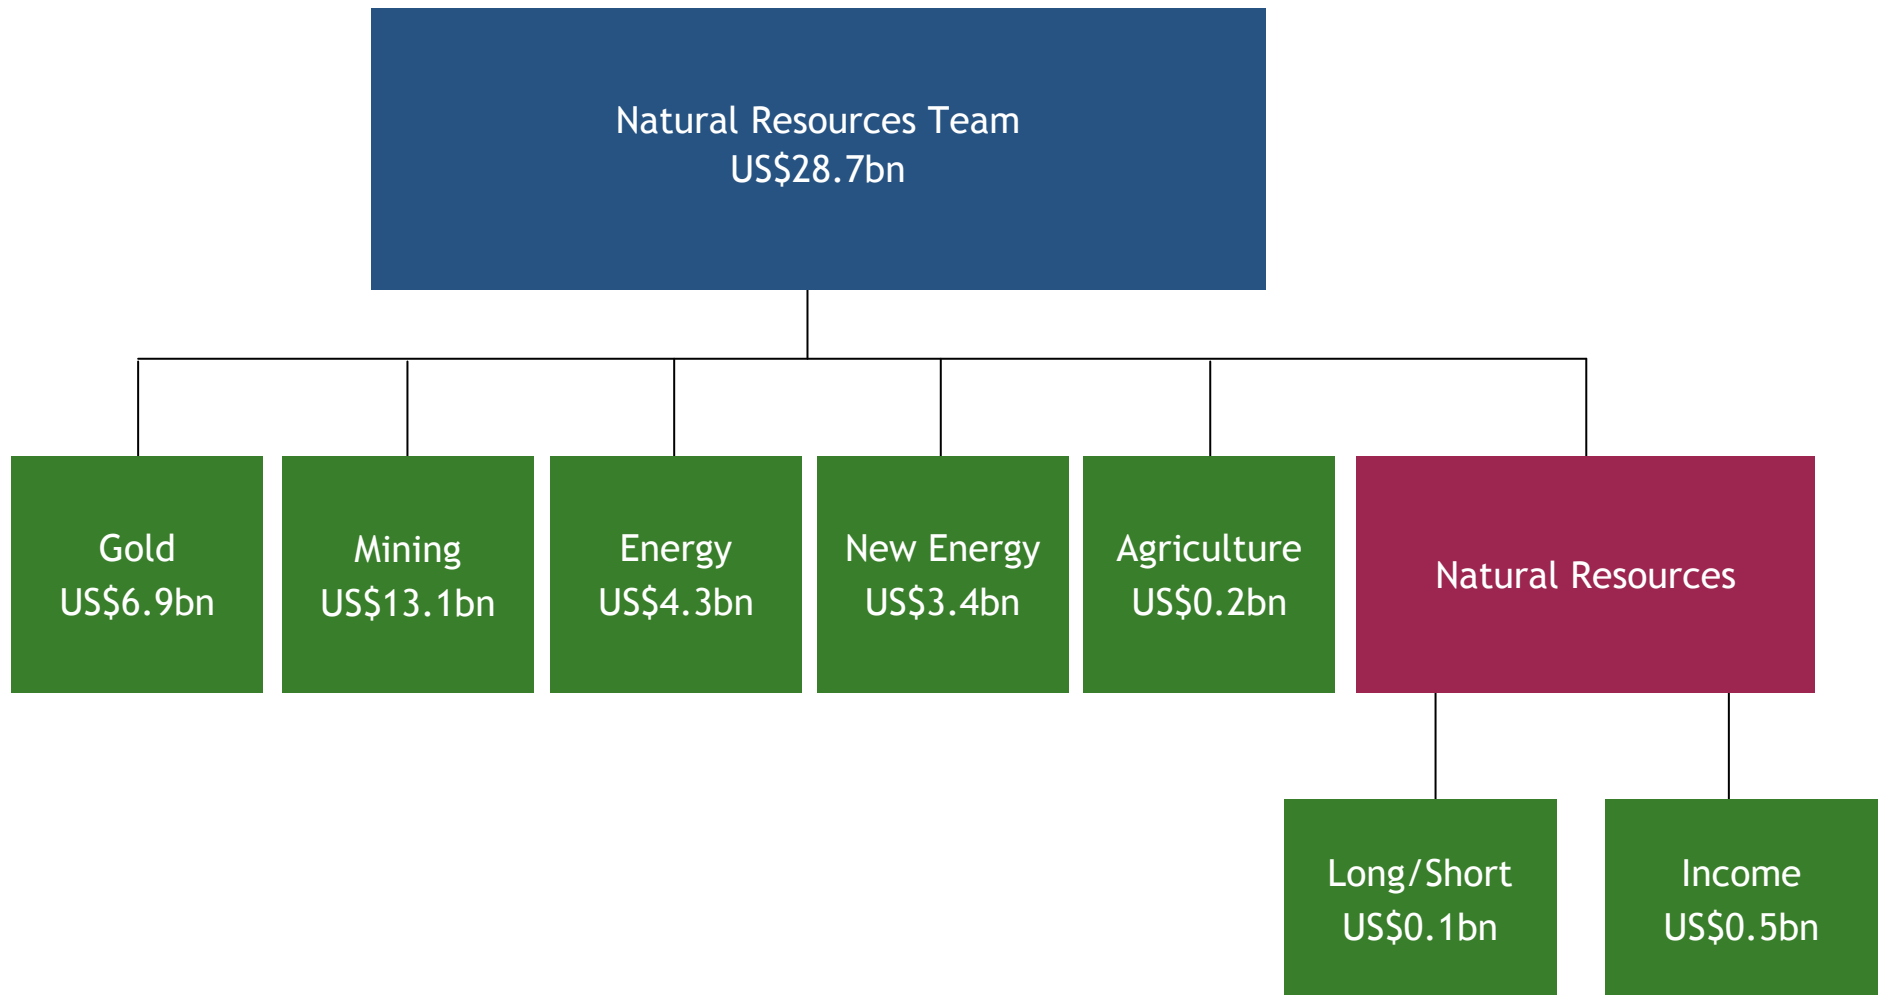 Natural Resources Team
US$28.7bn
Gold
US$6.9bn
Mining
US$13.1bn
Energy
US$4.3bn
New Energy
US$3.4bn
Agriculture
US$0.2bn
Natural Resources
Long/Short
US$0.1bn
Income
US$0.5bn